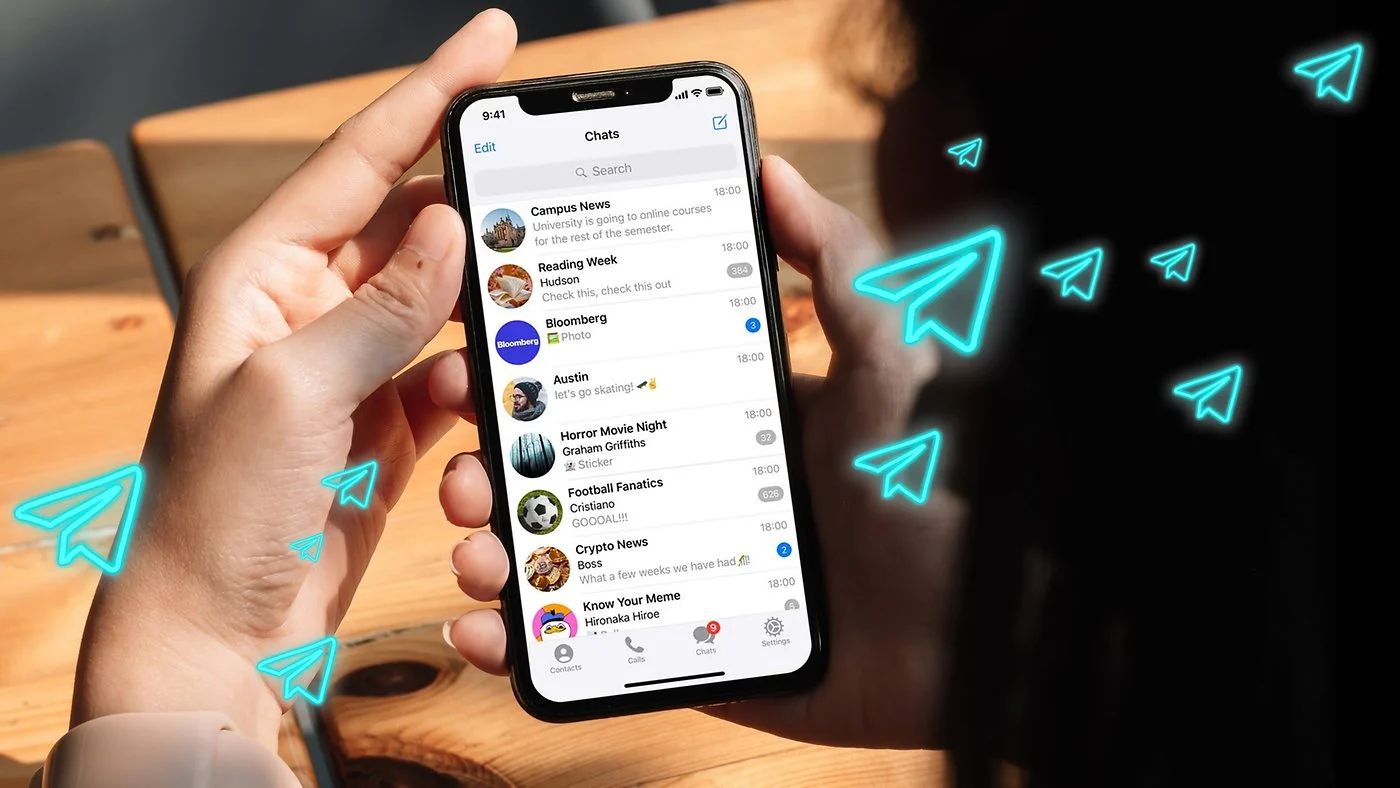 9:41
Edit
Chats
Search
Campus News
18:00
University is going to online courses
for the rest of the semester.
Reading Week
18:00
Hudson
384
Check this, check this out
Bloomberg
18:00
Bloomberg
Photo
3
Austin
18:00
let's go skating! 🛹✌️
Horror Movie Night
18:00
Graham Griffiths
32
Sticker
Football Fanatics
18:00
Cristiano
626
GOOOAL!!!
Crypto News
18:00
Boss
2
What a few weeks we have had
Know Your Meme
18:00
Hironaka Hiroe
Contacts
Calls
9
Chats
Settings